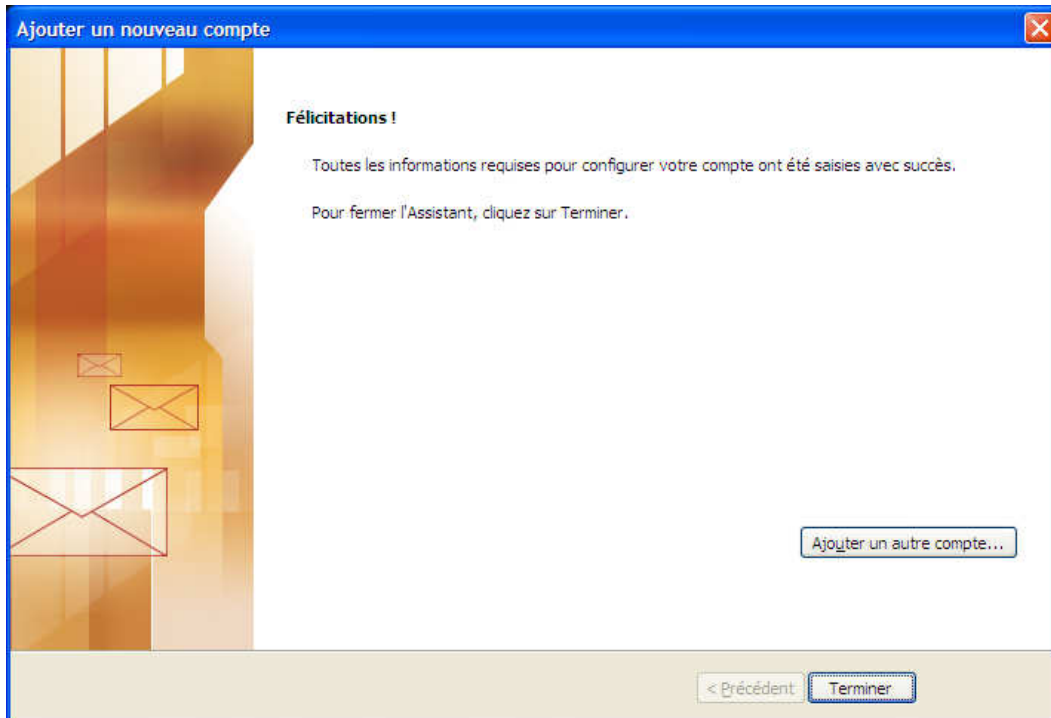 Ajouter un nouveau compte
Félicitations !
Toutes les informations requises pour configurer votre compte ont été saisies avec succès.
Pour fermer l'Assistant, cliquez sur Terminer.
Ajouter un autre compte...
< Précédent
Terminer